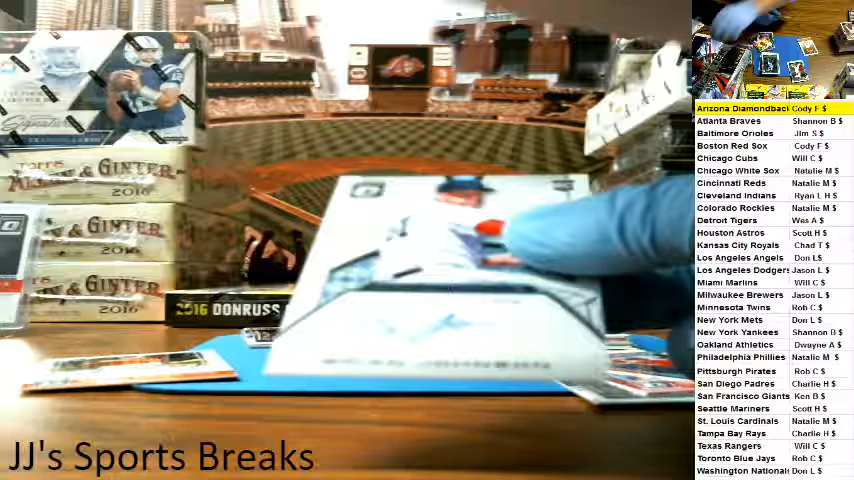 Signatures
Topps
ALLEN & GINTER
2016
& GINTER
2016
& GINTER
2016
2016 DONRUSS
JJ's Sports Breaks
Arizona Diamondback Cody F $
Atlanta Braves Shannon B $
Baltimore Orioles Jim S $
Boston Red Sox Cody F $
Chicago Cubs Will C $
Chicago White Sox Natalie M $
Cincinnati Reds Natalie M $
Cleveland Indians Ryan L H $
Colorado Rockies Natalie M $
Detroit Tigers Wes A $
Houston Astros Scott H $
Kansas City Royals Chad T $
Los Angeles Angels Don L$
Los Angeles Dodgers Jason L $
Miami Marlins Will C $
Milwaukee Brewers Jason L $
Minnesota Twins Rob C $
New York Mets Don L $
New York Yankees Shannon B $
Oakland Athletics Dwayne A $
Philadelphia Phillies Natalie M $
Pittsburgh Pirates Rob C $
San Diego Padres Charlie H $
San Francisco Giants Ken B $
Seattle Mariners Scott H $
St. Louis Cardinals Natalie M $
Tampa Bay Rays Charlie H $
Texas Rangers Will C $
Toronto Blue Jays Rob C $
Washington Nationals Don L $